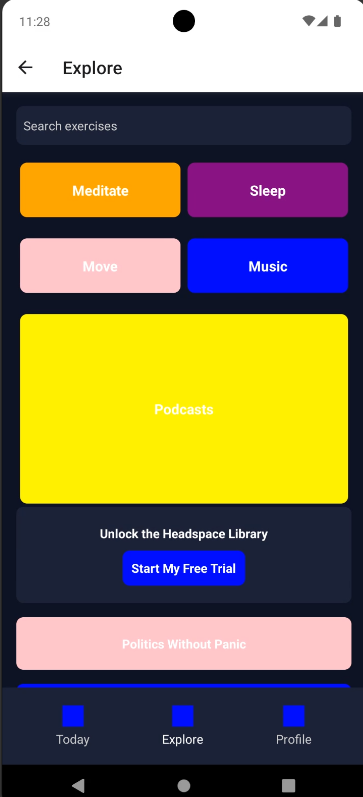 11:28
Explore
Search exercises
Meditate Sleep
Move Music
Podcasts
Unlock the Headspace Library
Start My Free Trial
Politics Without Panic
Today Explore Profile